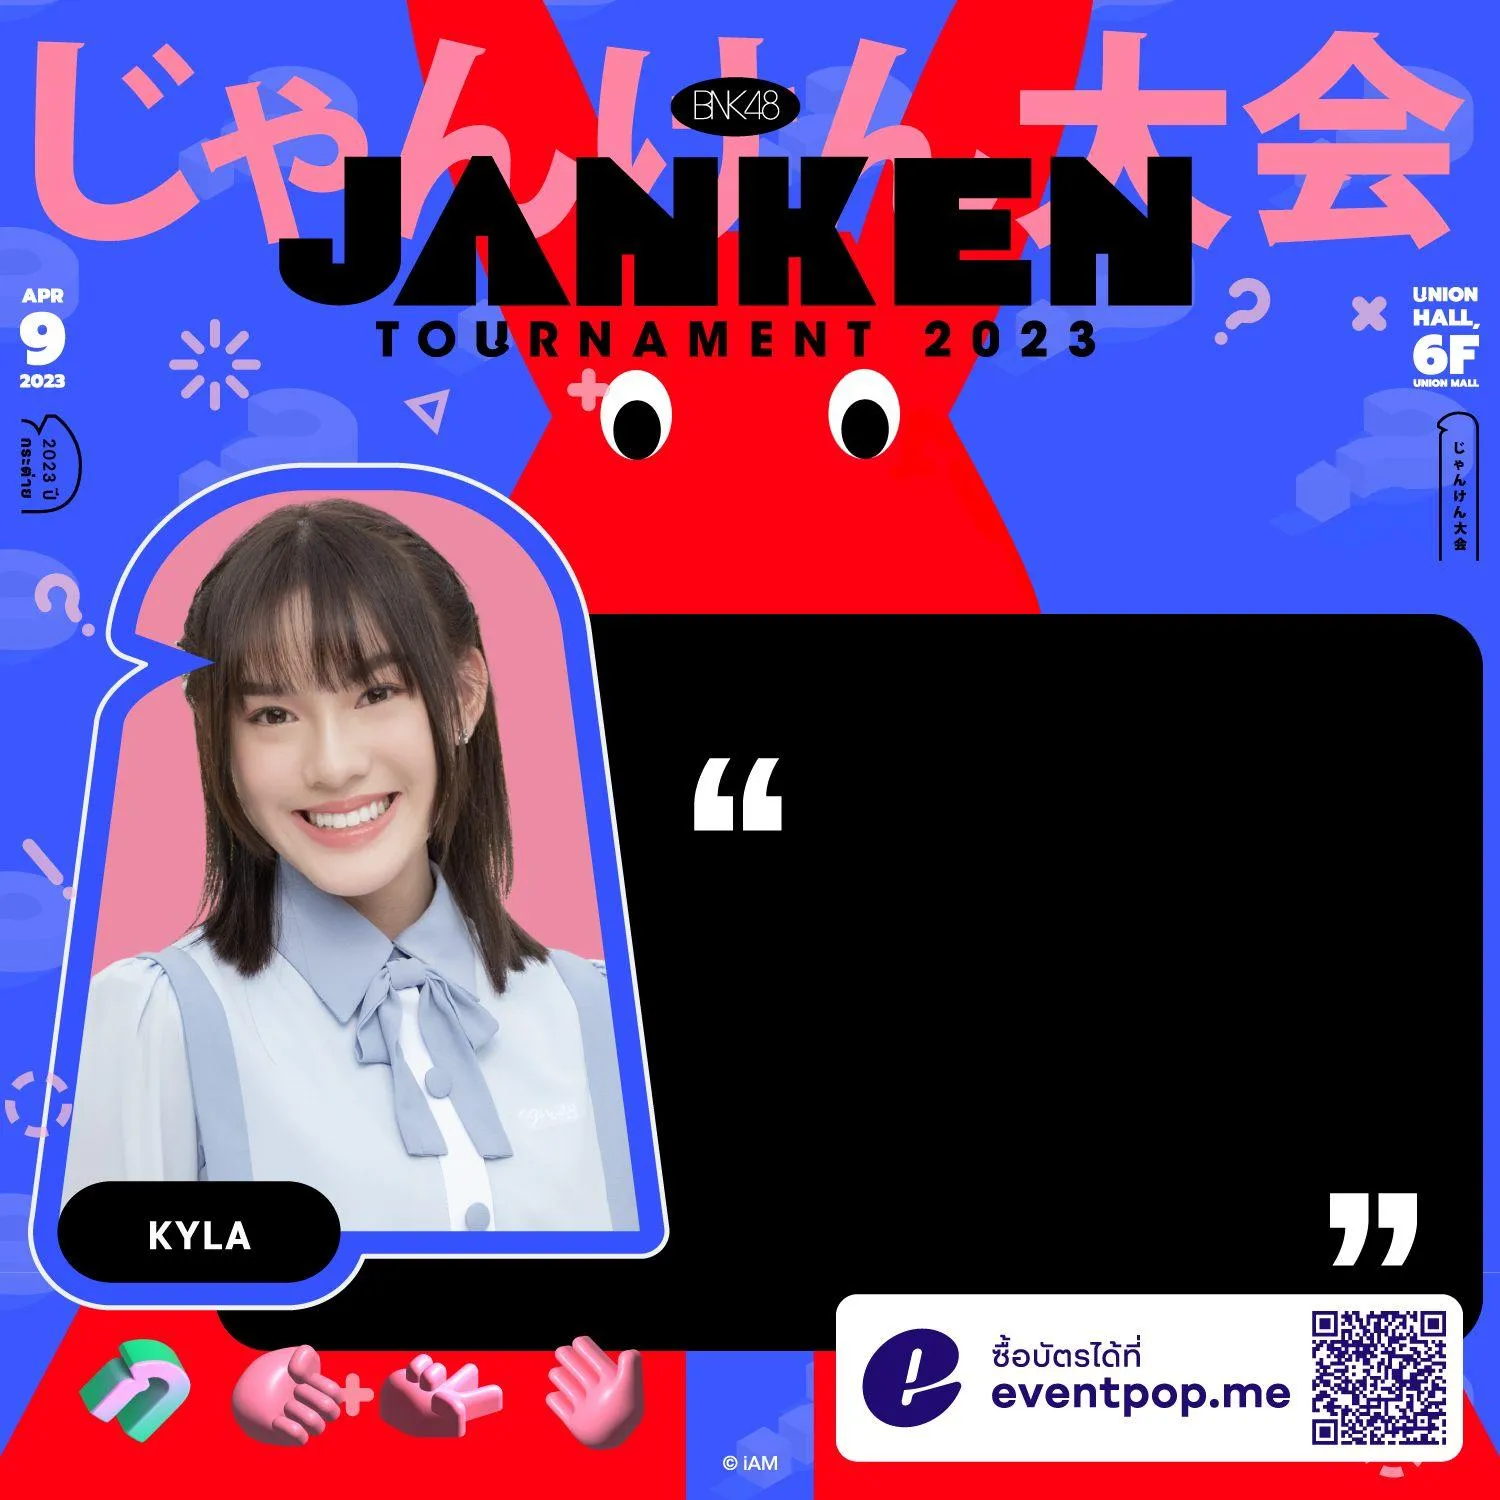 じゃんけん大会
BNK48
JANKEN
TOURNAMENT 2023
APR
9
2023
2023 ปี
กระต่าย
UNION
HALL,
6F
UNION MALL
じゃんけん大会
“
”
KYLA
ซื้อบัตรได้ที่
eventpop.me
© iAM